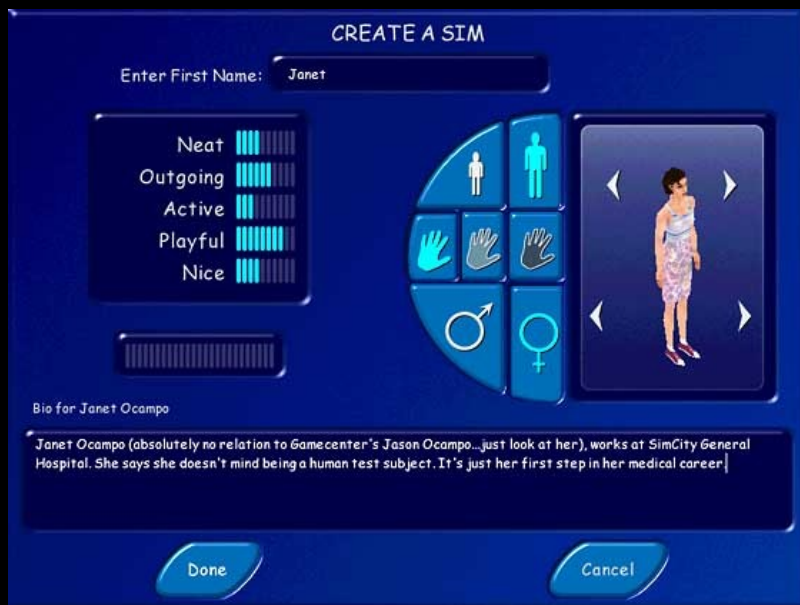 CREATE A SIM
Enter First Name: Janet
Neat
Outgoing
Active
Playful
Nice
Bio for Janet Ocampo
Janet Ocampo (absolutely no relation to Gamecenter's Jason Ocampo...just look at her), works at SimCity General
Hospital. She says she doesn't mind being a human test subject. It's just her first step in her medical career.
Done
Cancel